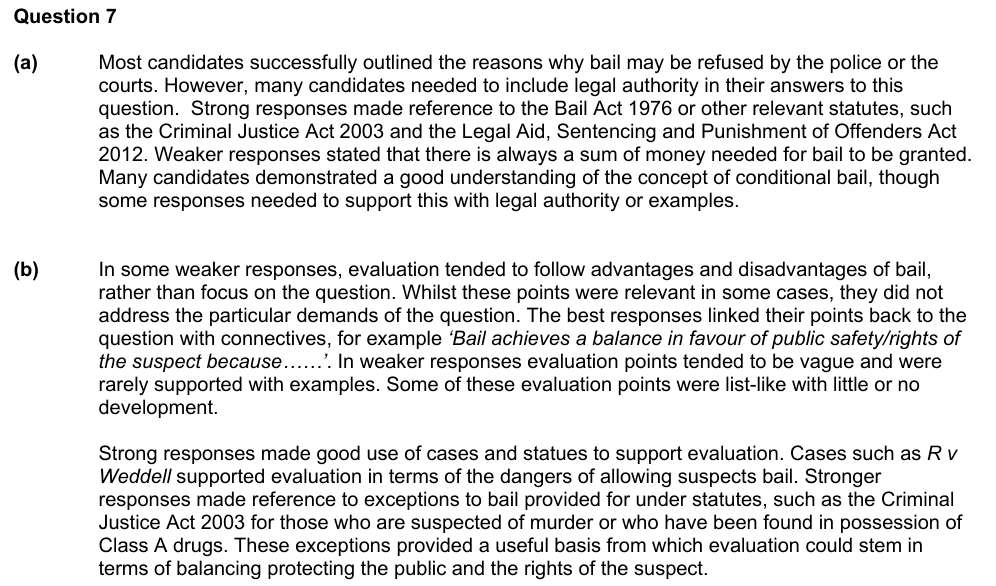 Question 7
(a) Most candidates successfully outlined the reasons why bail may be refused by the police or the
courts. However, many candidates needed to include legal authority in their answers to this
question.  Strong responses made reference to the Bail Act 1976 or other relevant statutes, such
as the Criminal Justice Act 2003 and the Legal Aid, Sentencing and Punishment of Offenders Act
2012. Weaker responses stated that there is always a sum of money needed for bail to be granted.
Many candidates demonstrated a good understanding of the concept of conditional bail, though
some responses needed to support this with legal authority or examples.
(b) In some weaker responses, evaluation tended to follow advantages and disadvantages of bail,
rather than focus on the question. Whilst these points were relevant in some cases, they did not
address the particular demands of the question. The best responses linked their points back to the
question with connectives, for example ‘Bail achieves a balance in favour of public safety/rights of
the suspect because……’. In weaker responses evaluation points tended to be vague and were
rarely supported with examples. Some of these evaluation points were list-like with little or no
development.
Strong responses made good use of cases and statues to support evaluation. Cases such as R v
Weddell supported evaluation in terms of the dangers of allowing suspects bail. Stronger
responses made reference to exceptions to bail provided for under statutes, such as the Criminal
Justice Act 2003 for those who are suspected of murder or who have been found in possession of
Class A drugs. These exceptions provided a useful basis from which evaluation could stem in
terms of balancing protecting the public and the rights of the suspect.